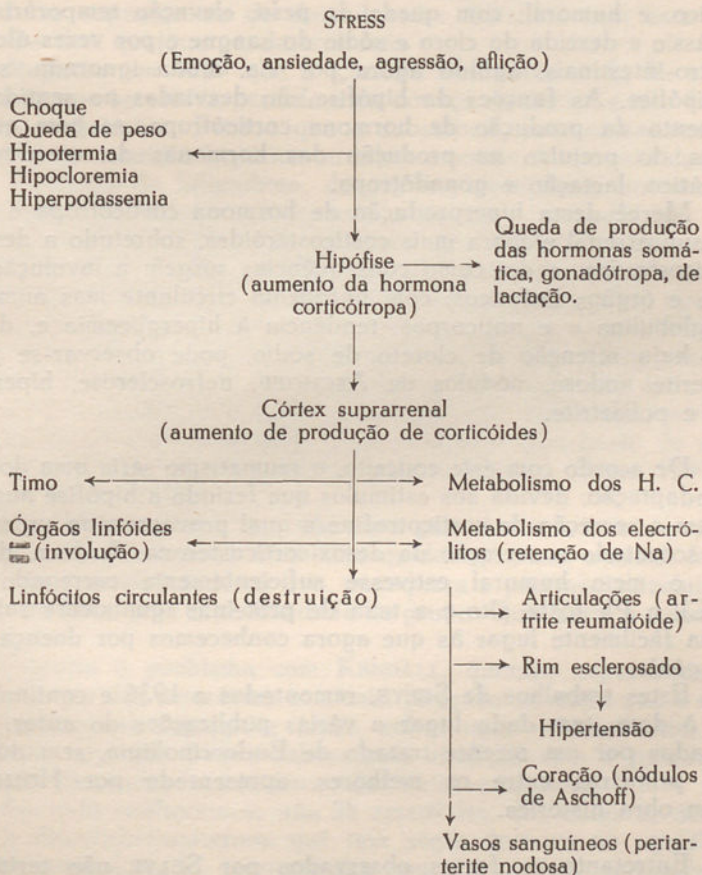 STRESS
(Emoção, ansiedade, agressão, aflição)
Choque
Queda de peso
Hipotermia
Hipocloremia
Hiperpotassemia
Hipófise
(aumento da hormona
corticótropa)
Queda de produção
das hormonas somá-
tica, gonadótropa, de
lactação.
Córtex suprarrenal
(aumento de produção de corticóides)
Timo
Metabolismo dos H. C.
Órgãos linfóides
(involução)
Metabolismo dos electró-
litos (retenção de Na)
Linfócitos circulantes (destruição)
Articulações (ar-
trite reumatóide)
Rim esclerosado
Hipertensão
Coração (nódulos
de Aschoff)
Vasos sanguíneos (periar-
terite nodosa)